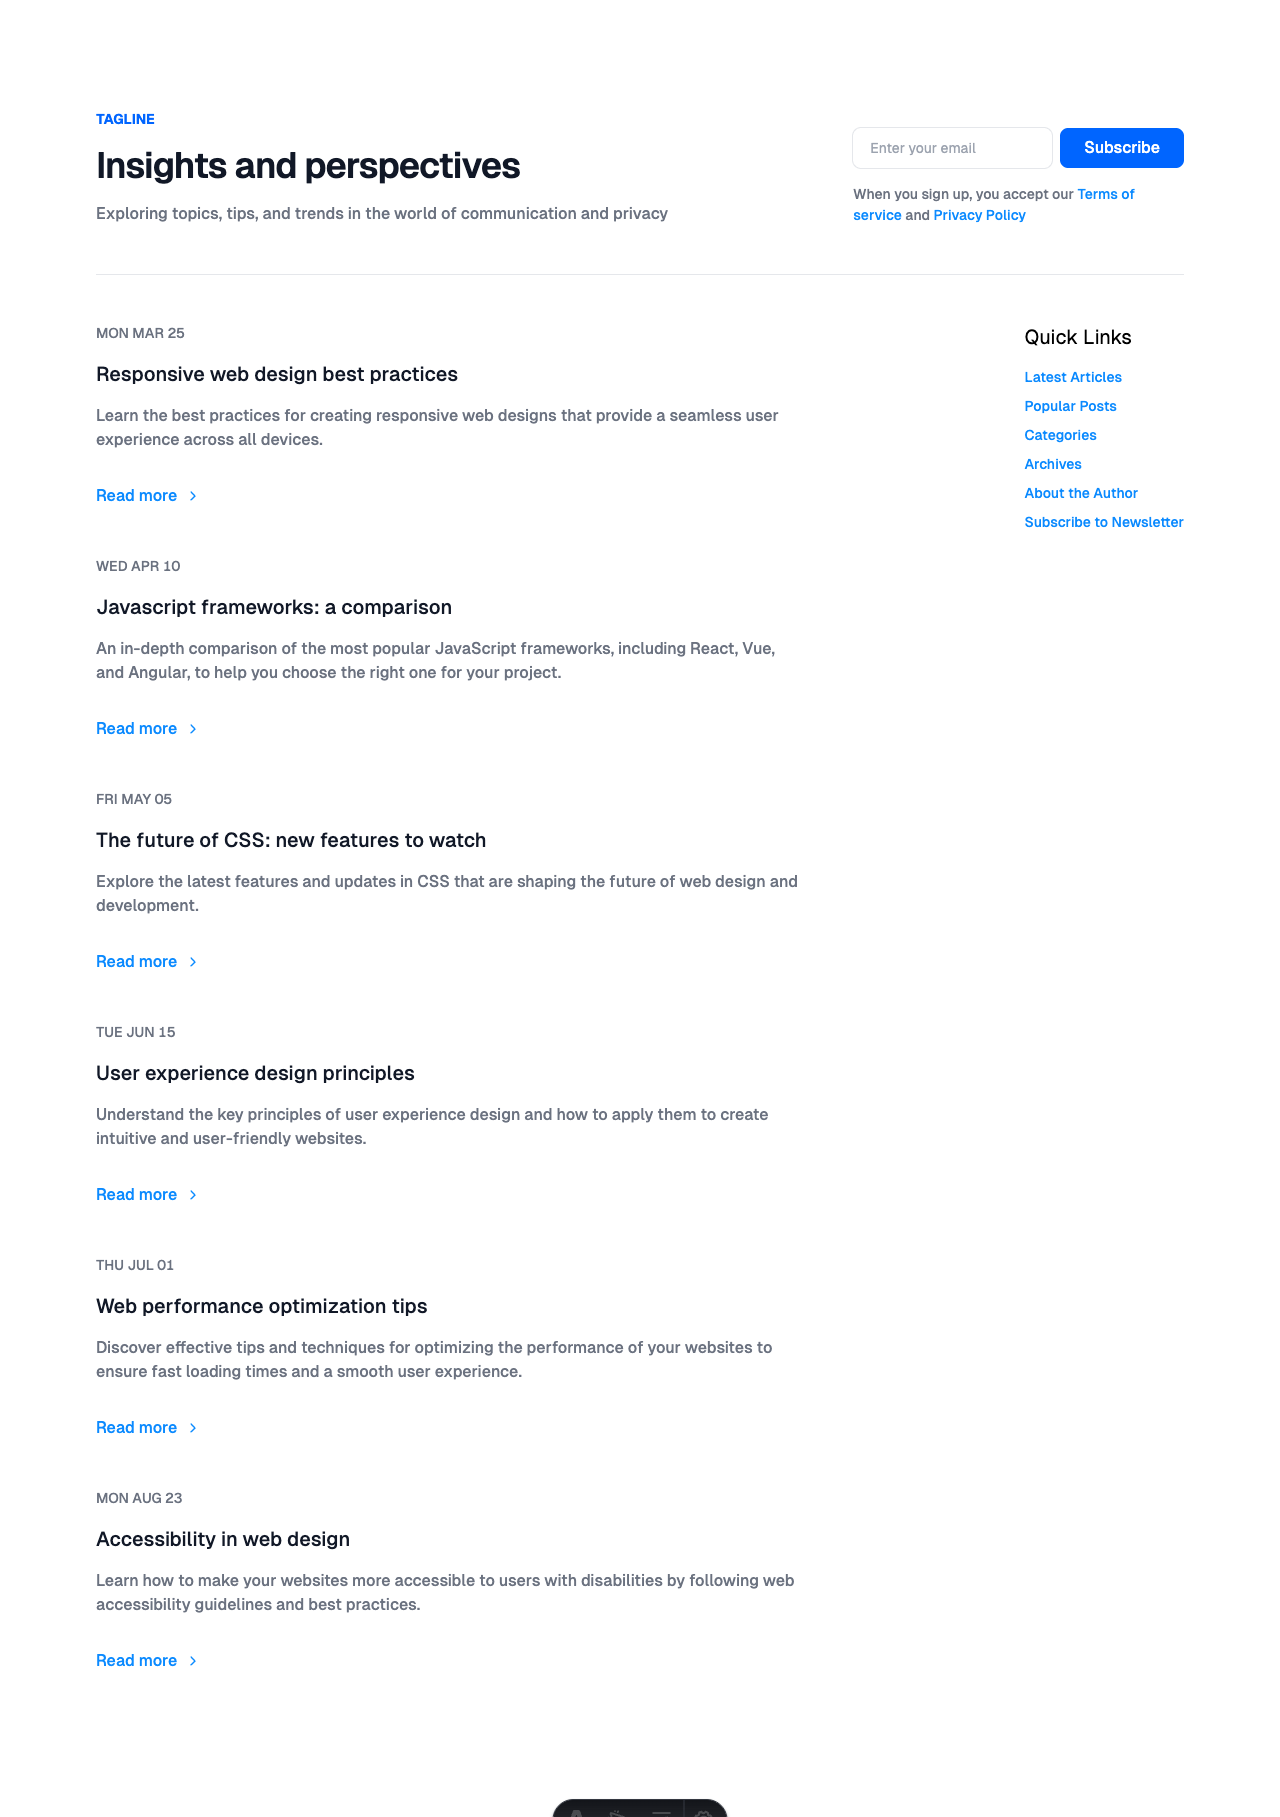 TAGLINE
Insights and perspectives
Exploring topics, tips, and trends in the world of communication and privacy
Enter your email
Subscribe
When you sign up, you accept our Terms of
service and Privacy Policy
MON MAR 25
Responsive web design best practices
Learn the best practices for creating responsive web designs that provide a seamless user
experience across all devices.
Read more
WED APR 10
Javascript frameworks: a comparison
An in-depth comparison of the most popular JavaScript frameworks, including React, Vue,
and Angular, to help you choose the right one for your project.
Read more
FRI MAY 05
The future of CSS: new features to watch
Explore the latest features and updates in CSS that are shaping the future of web design and
development.
Read more
TUE JUN 15
User experience design principles
Understand the key principles of user experience design and how to apply them to create
intuitive and user-friendly websites.
Read more
THU JUL 01
Web performance optimization tips
Discover effective tips and techniques for optimizing the performance of your websites to
ensure fast loading times and a smooth user experience.
Read more
MON AUG 23
Accessibility in web design
Learn how to make your websites more accessible to users with disabilities by following web
accessibility guidelines and best practices.
Read more
Quick Links
Latest Articles
Popular Posts
Categories
Archives
About the Author
Subscribe to Newsletter